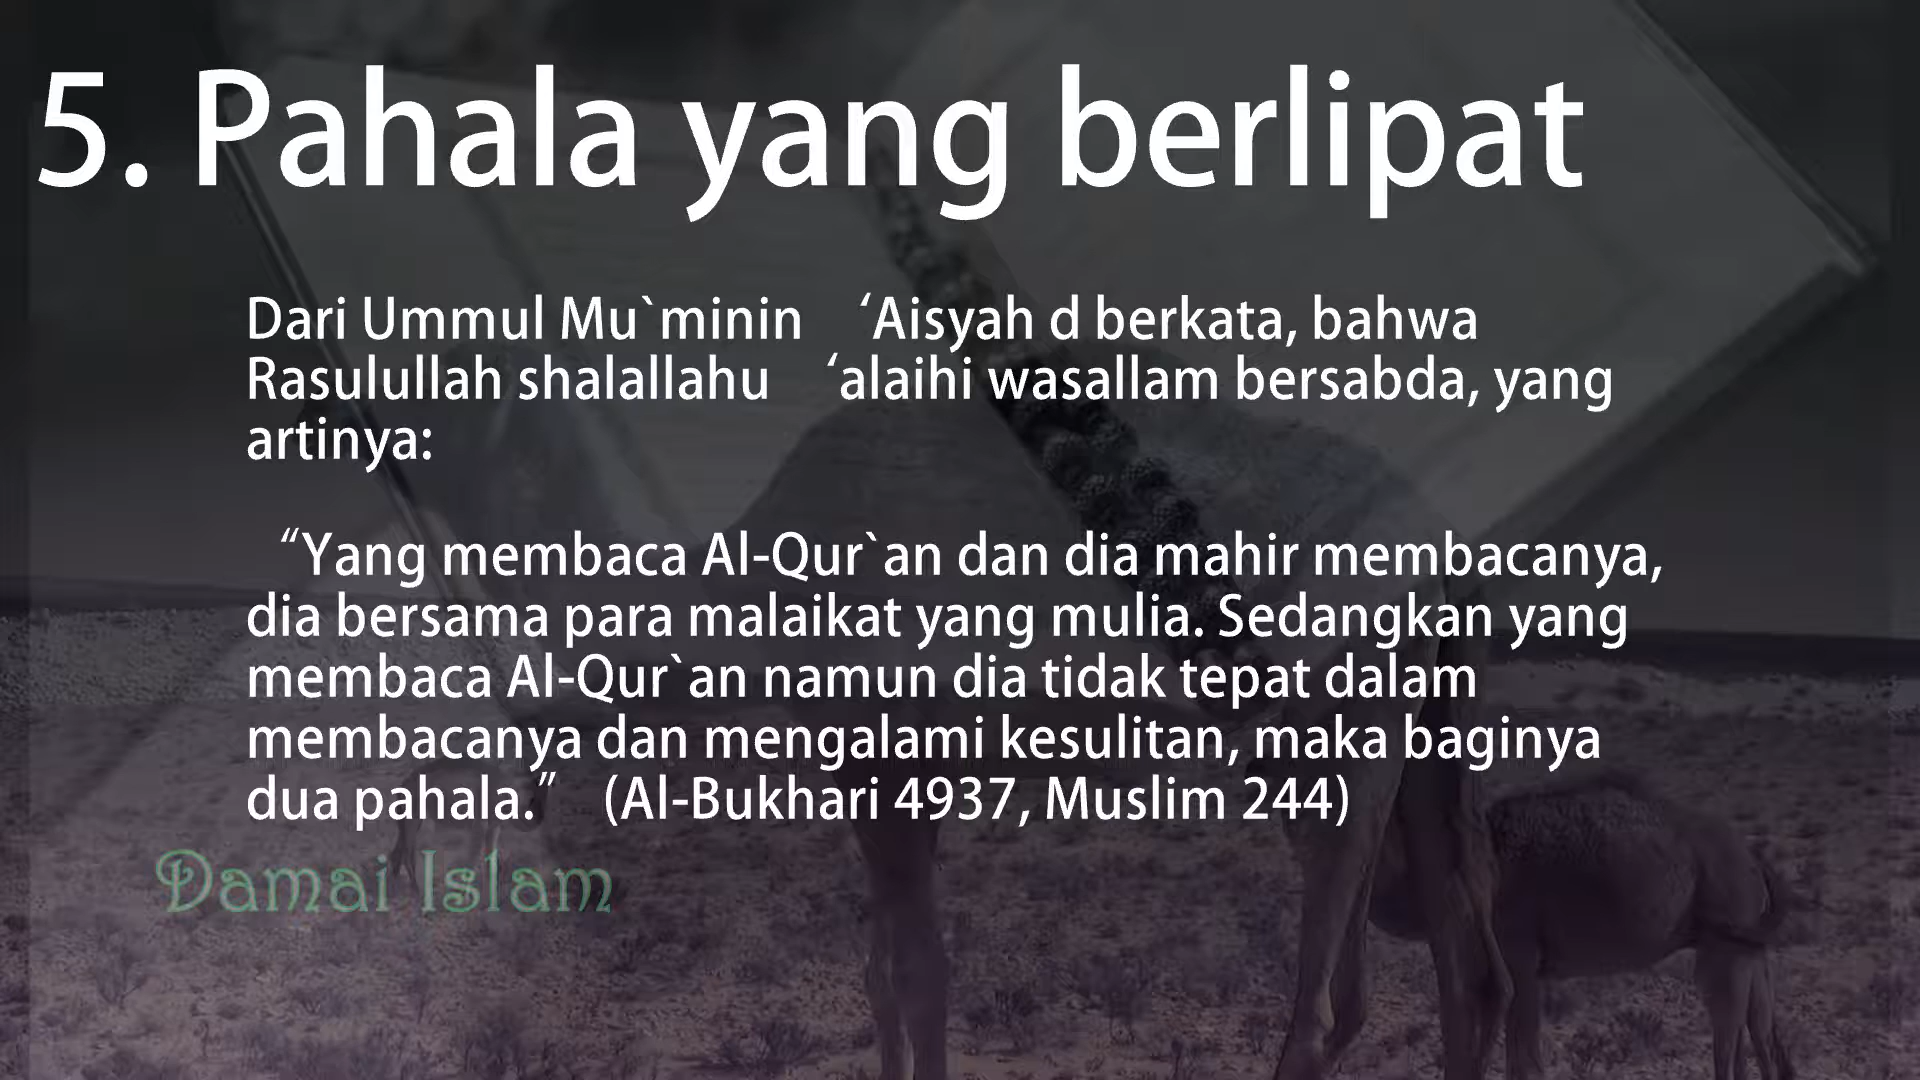 5. Pahala yang berlipat
Dari Ummul Mu`minin ‘Aisyah d berkata, bahwa
Rasulullah shalallahu ‘alaihi wasallam bersabda, yang
artinya:
“Yang membaca Al-Qur`an dan dia mahir membacanya,
dia bersama para malaikat yang mulia. Sedangkan yang
membaca Al-Qur`an namun dia tidak tepat dalam
membacanya dan mengalami kesulitan, maka baginya
dua pahala.” (Al-Bukhari 4937, Muslim 244)
Damai Islam